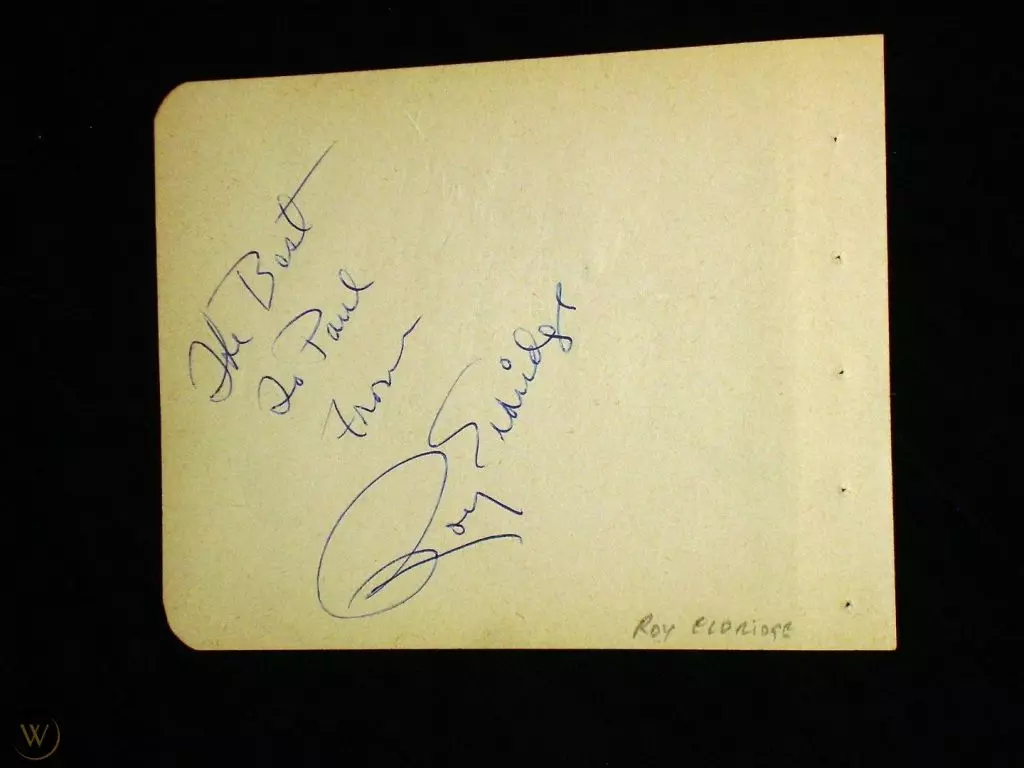 The Best
To Paul
From
Roy Eldridge
ROY ELDRIDGE
W